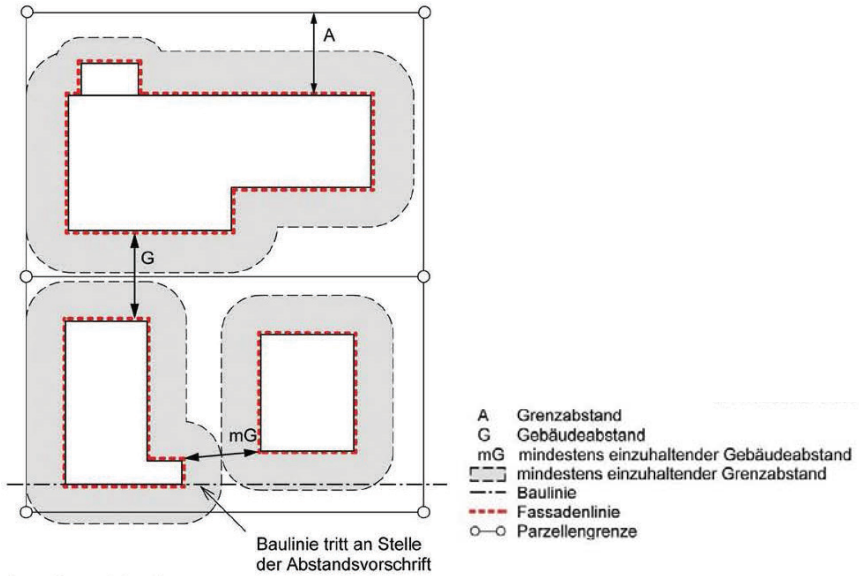 A
G
mG
Baulinie tritt an Stelle
der Abstandsvorschrift
A Grenzabstand
G Gebäudeabstand
mG mindestens einzuhaltender Gebäudeabstand
mindestens einzuhaltender Grenzabstand
Baulinie
Fassadenlinie
Parzellengrenze